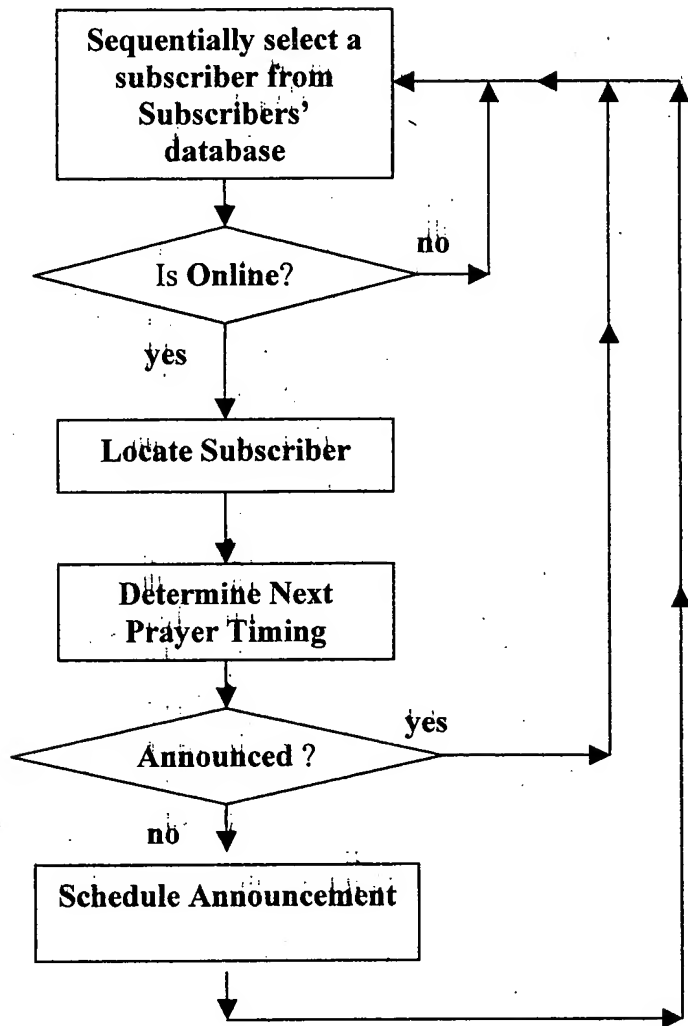 Sequentially select a
subscriber from
Subscribers’
database
no
Is Online?
yes
Locate Subscriber
Determine Next
Prayer Timing
yes
Announced ?
no
Schedule Announcement